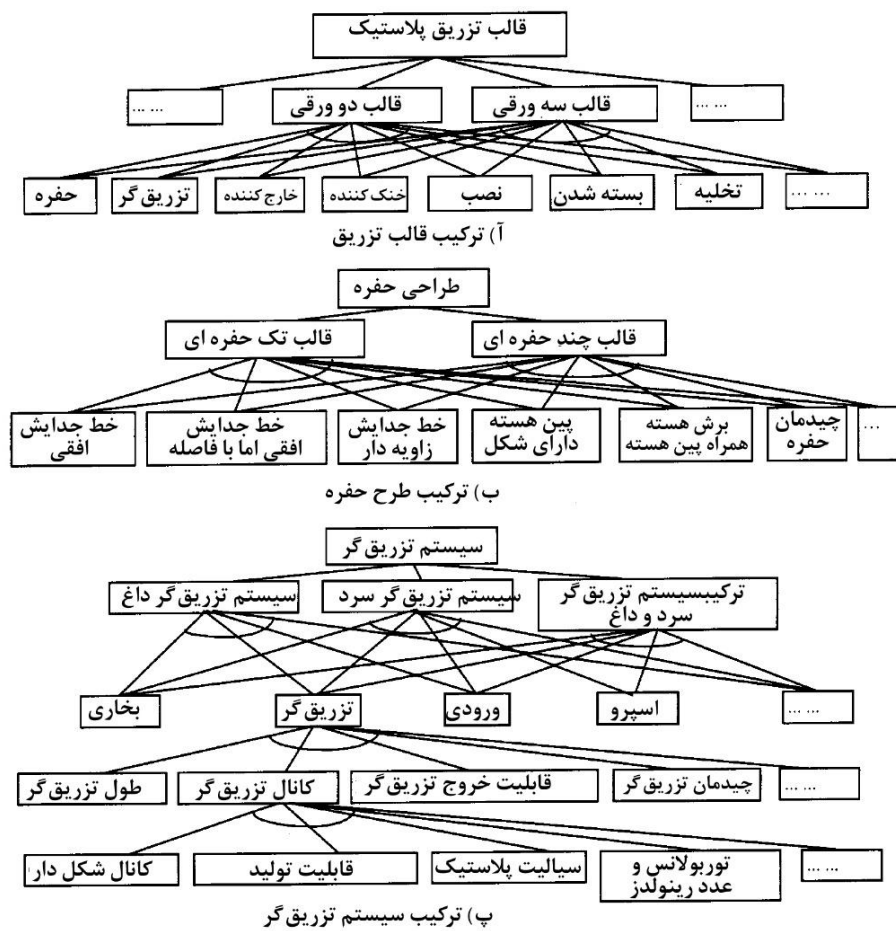 قالب تزریق پلاستیک
... ... قالب سه ورقی قالب دو ورقی ... ...
... ... تخلیه بسته شدن نصب خنک کننده خارج کننده تزریق گر حفره
آ) ترکیب قالب تزریق
طراحی حفره
قالب چند حفره ای قالب تک حفره ای
... چیدمان حفره برش هسته همراه پین هسته پین هسته دارای شکل خط جدایش زاویه دار خط جدایش افقی اما با فاصله خط جدایش افقی
ب) ترکیب طرح حفره
سیستم تزریق گر
ترکیبسیستم تزریق گر سرد و داغ سیستم تزریق گر سرد سیستم تزریق گر داغ
... ... اسپرو ورودی تزریق گر بخاری
... ... چیدمان تزریق گر قابلیت خروج تزریق گر کانال تزریق گر طول تزریق گر
... ... توربولانس و عدد رینولدز سیالیت پلاستیک قابلیت تولید کانال شکل دار
پ) ترکیب سیستم تزریق گر